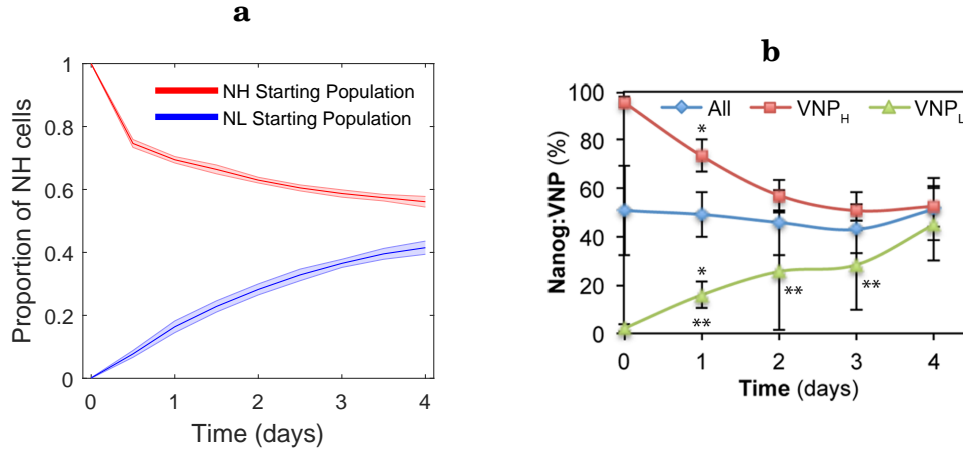 a
1
0.8
0.6
0.4
0.2
0
0 1 2 3 4
Proportion of NH cells
Time (days)
NH Starting Population
NL Starting Population
b
100
80
60
40
20
0
0 1 2 3 4
Nanog:VNP (%)
Time (days)
All VNP_H VNP_L
*
*
**
**
**